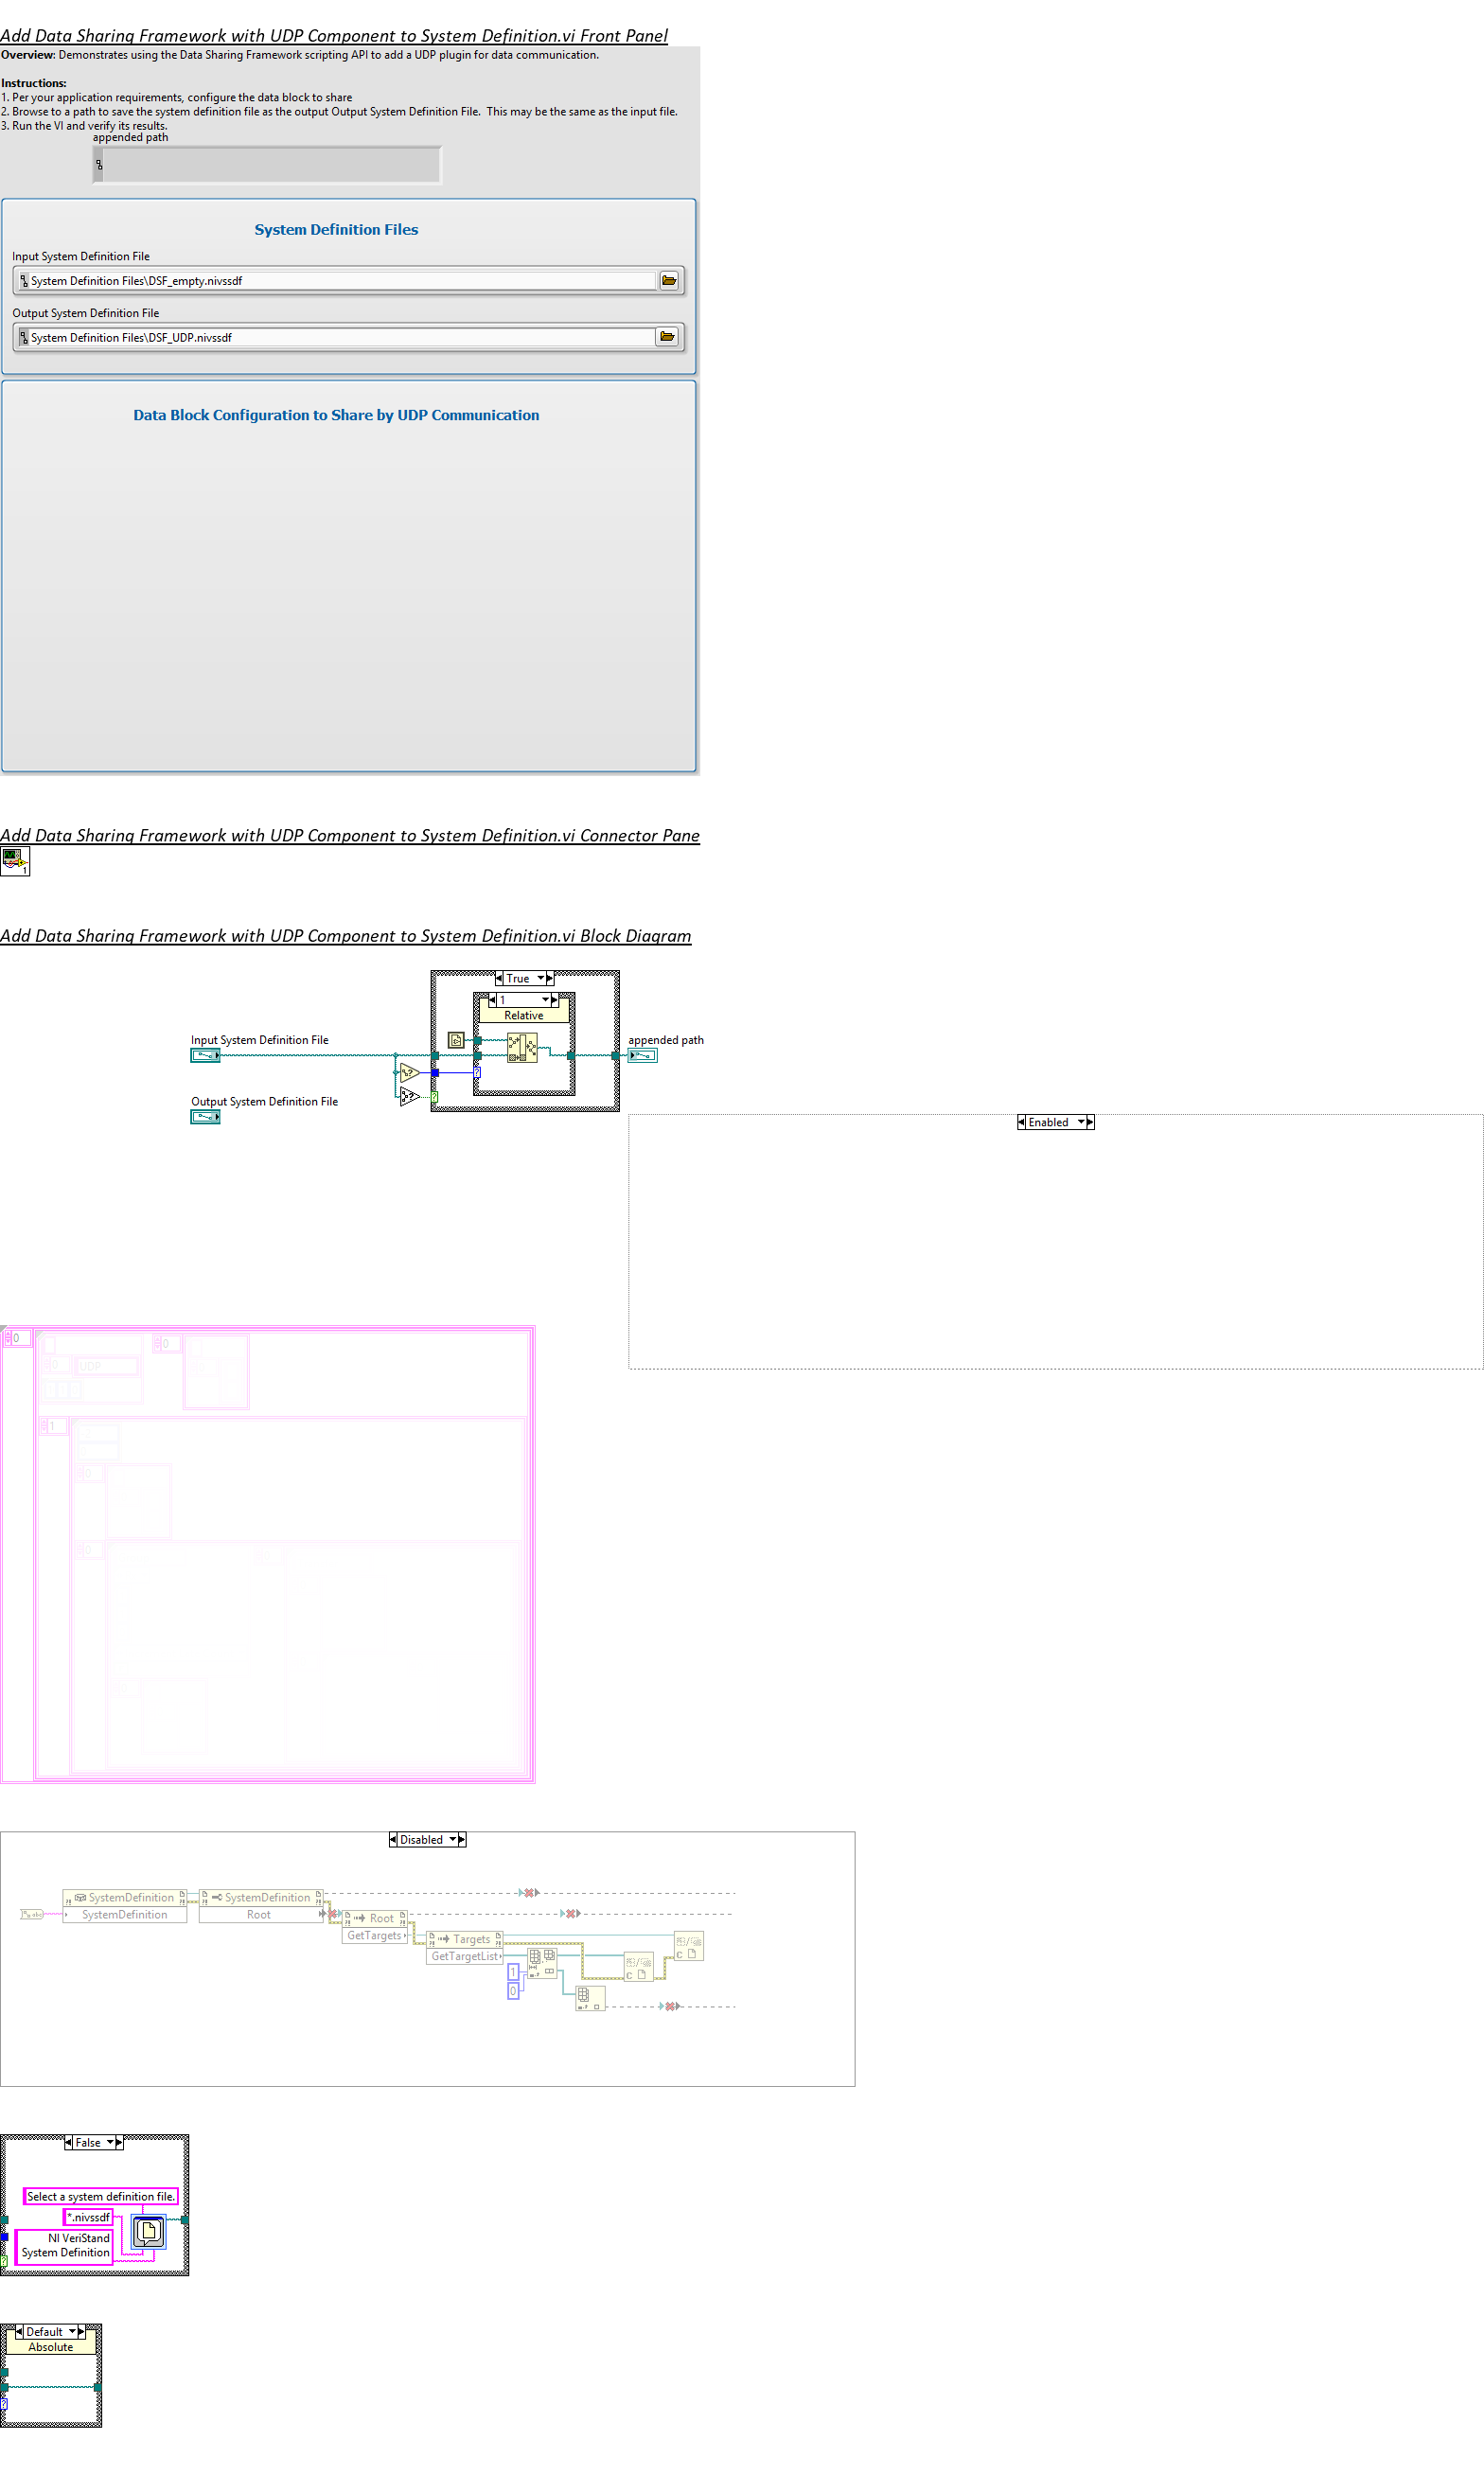 Add Data Sharing Framework with UDP Component to System Definition.vi Front Panel
Overview: Demonstrates using the Data Sharing Framework scripting API to add a UDP plugin for data communication.
Instructions:
1. Per your application requirements, configure the data block to share
2. Browse to a path to save the system definition file as the output Output System Definition File.  This may be the same as the input file.
3. Run the VI and verify its results.
appended path
System Definition Files
Input System Definition File
System Definition Files\DSF_empty.nivssdf
Output System Definition File
System Definition Files\DSF_UDP.nivssdf
Data Block Configuration to Share by UDP Communication
Add Data Sharing Framework with UDP Component to System Definition.vi Connector Pane
1
Add Data Sharing Framework with UDP Component to System Definition.vi Block Diagram
True
1
Relative
Input System Definition File
appended path
Output System Definition File
Enabled
0
0
0
UDP
1
0
0
Disabled
SystemDefinition
SystemDefinition
SystemDefinition
Root
Root
GetTargets
Targets
GetTargetList
1
0
False
Select a system definition file.
*.nivssdf
NI VeriStand
System Definition
Default
Absolute